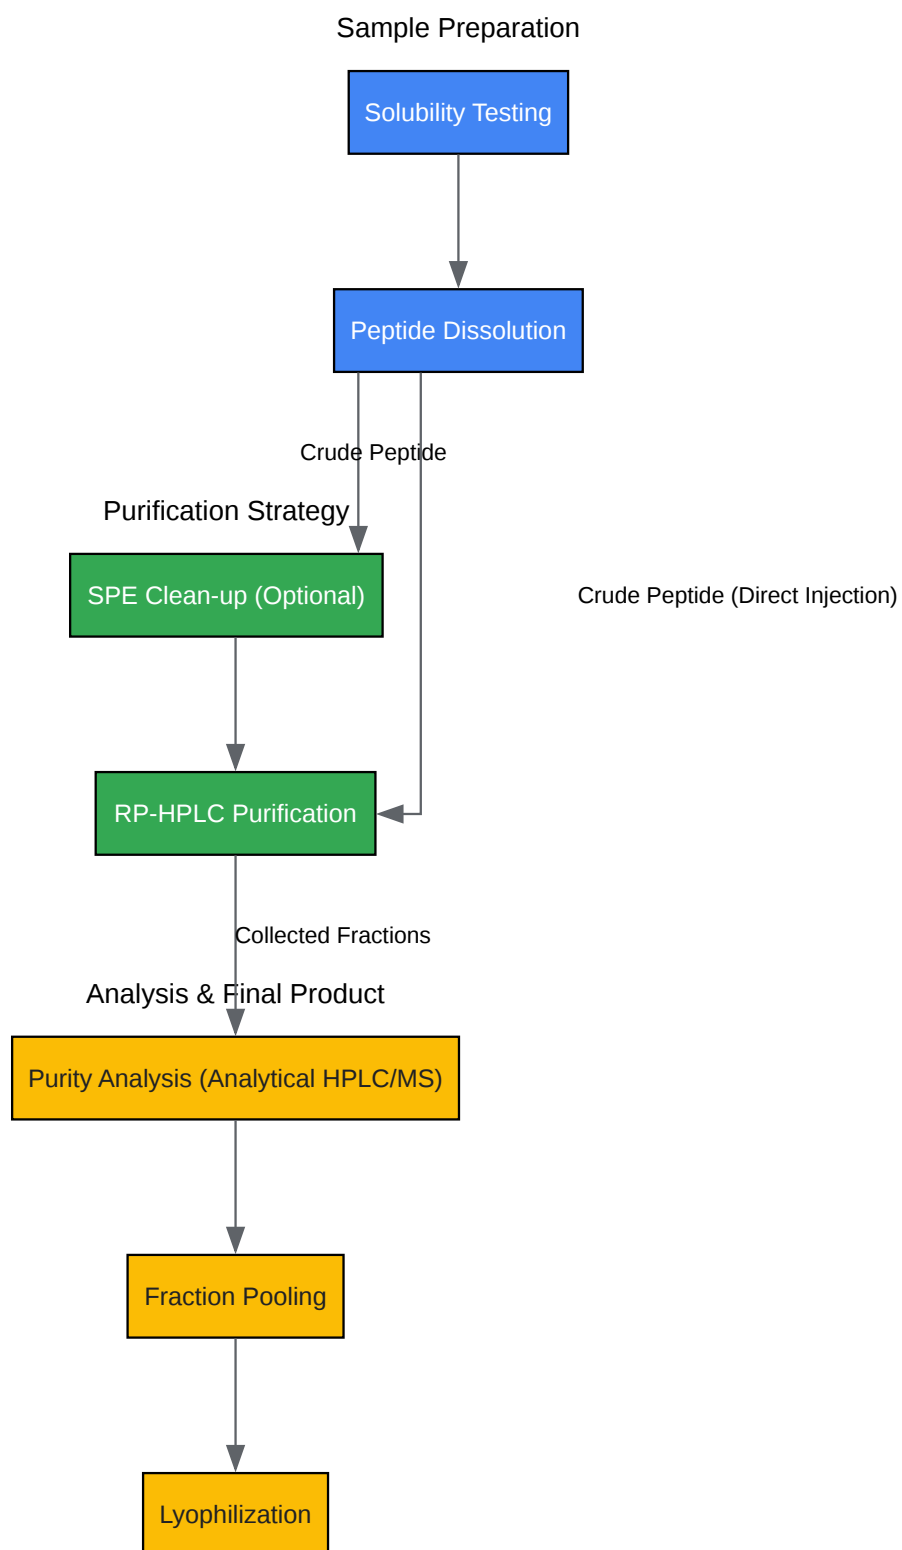 Sample Preparation
Solubility Testing
Peptide Dissolution
Crude Peptide
Purification Strategy
SPE Clean-up (Optional)
Crude Peptide (Direct Injection)
RP-HPLC Purification
Collected Fractions
Analysis & Final Product
Purity Analysis (Analytical HPLC/MS)
Fraction Pooling
Lyophilization